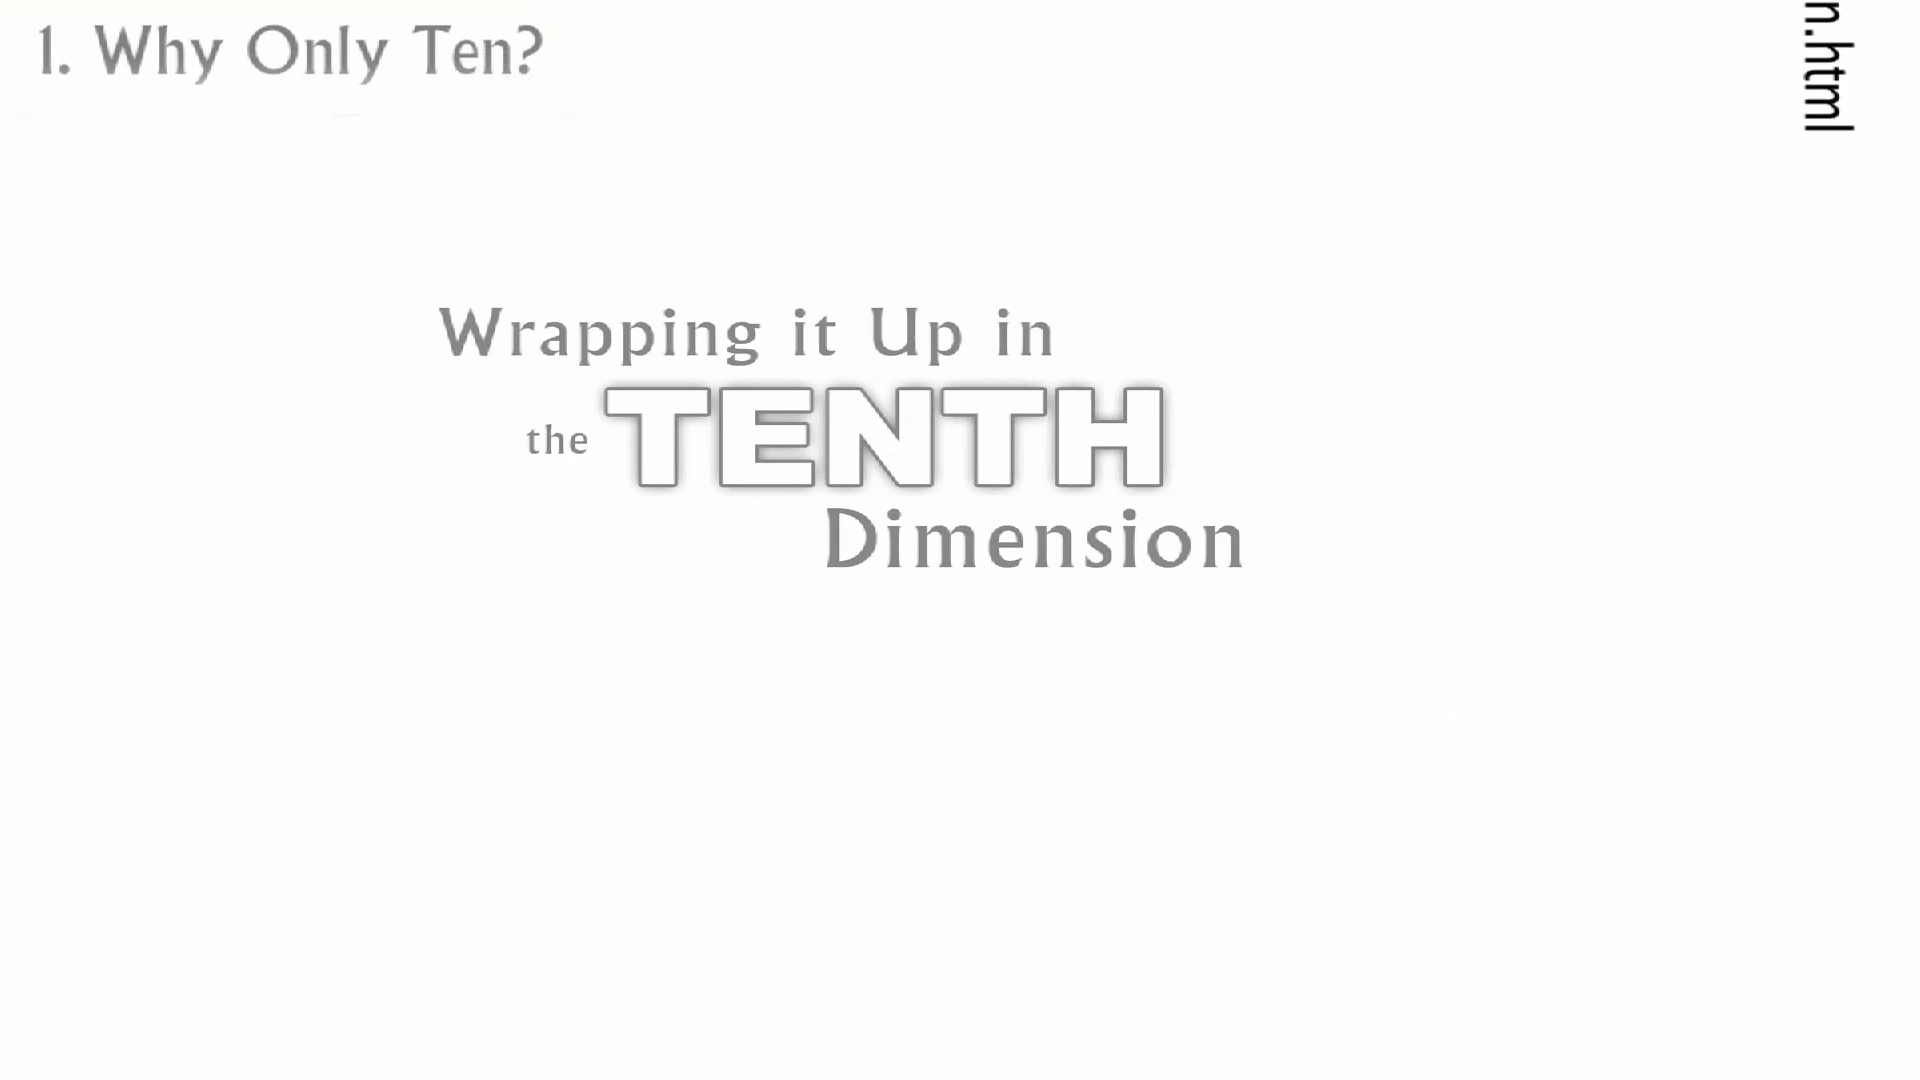 1. Why Only Ten?
Wrapping it Up in
the TENTH
Dimension
n.html